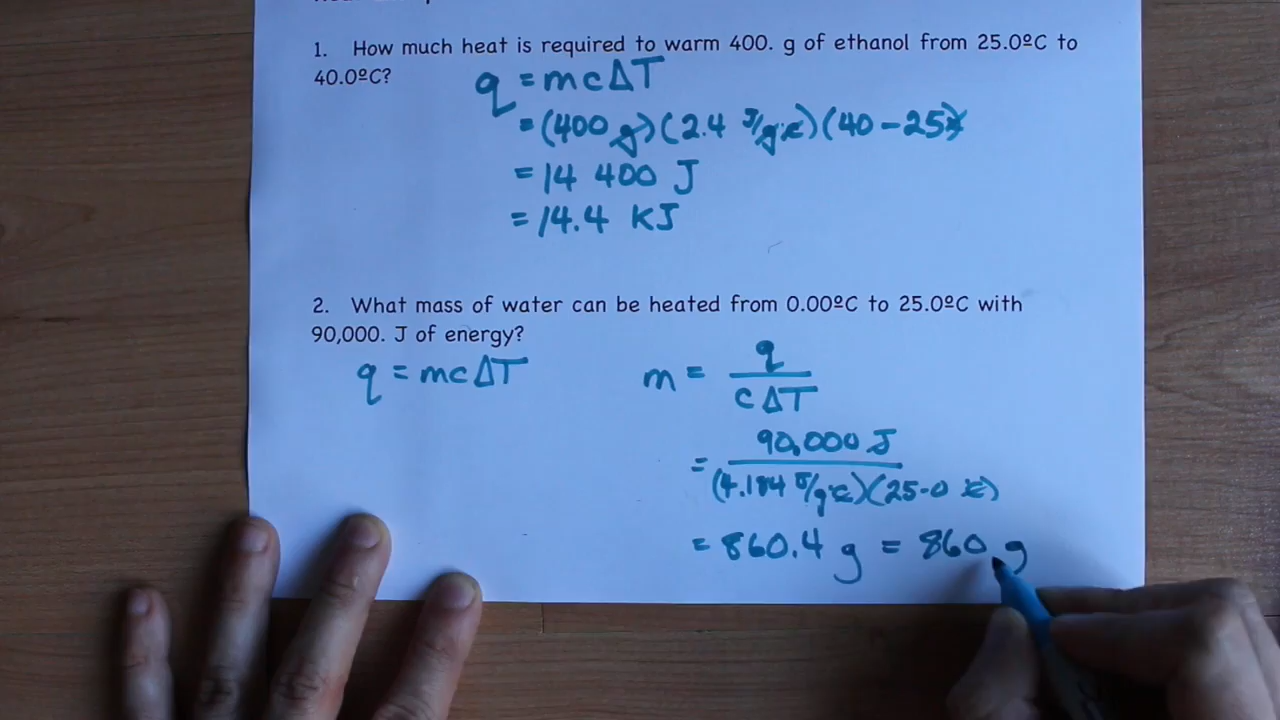 1. How much heat is required to warm 400. g of ethanol from 25.0ºC to
40.0ºC?
q = mcΔT
= (400 g)(2.4 J/g·c)(40 - 25
= 14 400 J
= 14.4 KJ
2. What mass of water can be heated from 0.00ºC to 25.0ºC with
90,000. J of energy?
q = mcΔT
m = q
cΔT
= 90,000 J
(4.184 J/g·c)(25-0 c)
= 860.4 g = 860 g